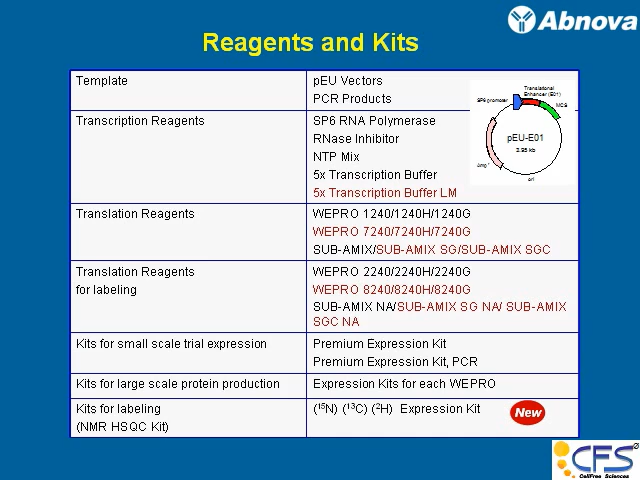 Abnova
Reagents and Kits
Template
pEU Vectors
PCR Products
SP6 promoter
Translational
Enhancer (E01)
MCS
pEU-E01
3.95 kb
ori
Transcription Reagents
SP6 RNA Polymerase
RNase Inhibitor
NTP Mix
5x Transcription Buffer
5x Transcription Buffer LM
Translation Reagents
WEPRO 1240/1240H/1240G
WEPRO 7240/7240H/7240G
SUB-AMIX/SUB-AMIX SG/SUB-AMIX SGC
Translation Reagents
for labeling
WEPRO 2240/2240H/2240G
WEPRO 8240/8240H/8240G
SUB-AMIX NA/SUB-AMIX SG NA/ SUB-AMIX
SGC NA
Kits for small scale trial expression
Premium Expression Kit
Premium Expression Kit, PCR
Kits for large scale protein production
Expression Kits for each WEPRO
Kits for labeling
(NMR HSQC Kit)
(¹⁵N) (¹³C) (²H) Expression Kit
New
CFS
CellFree Sciences